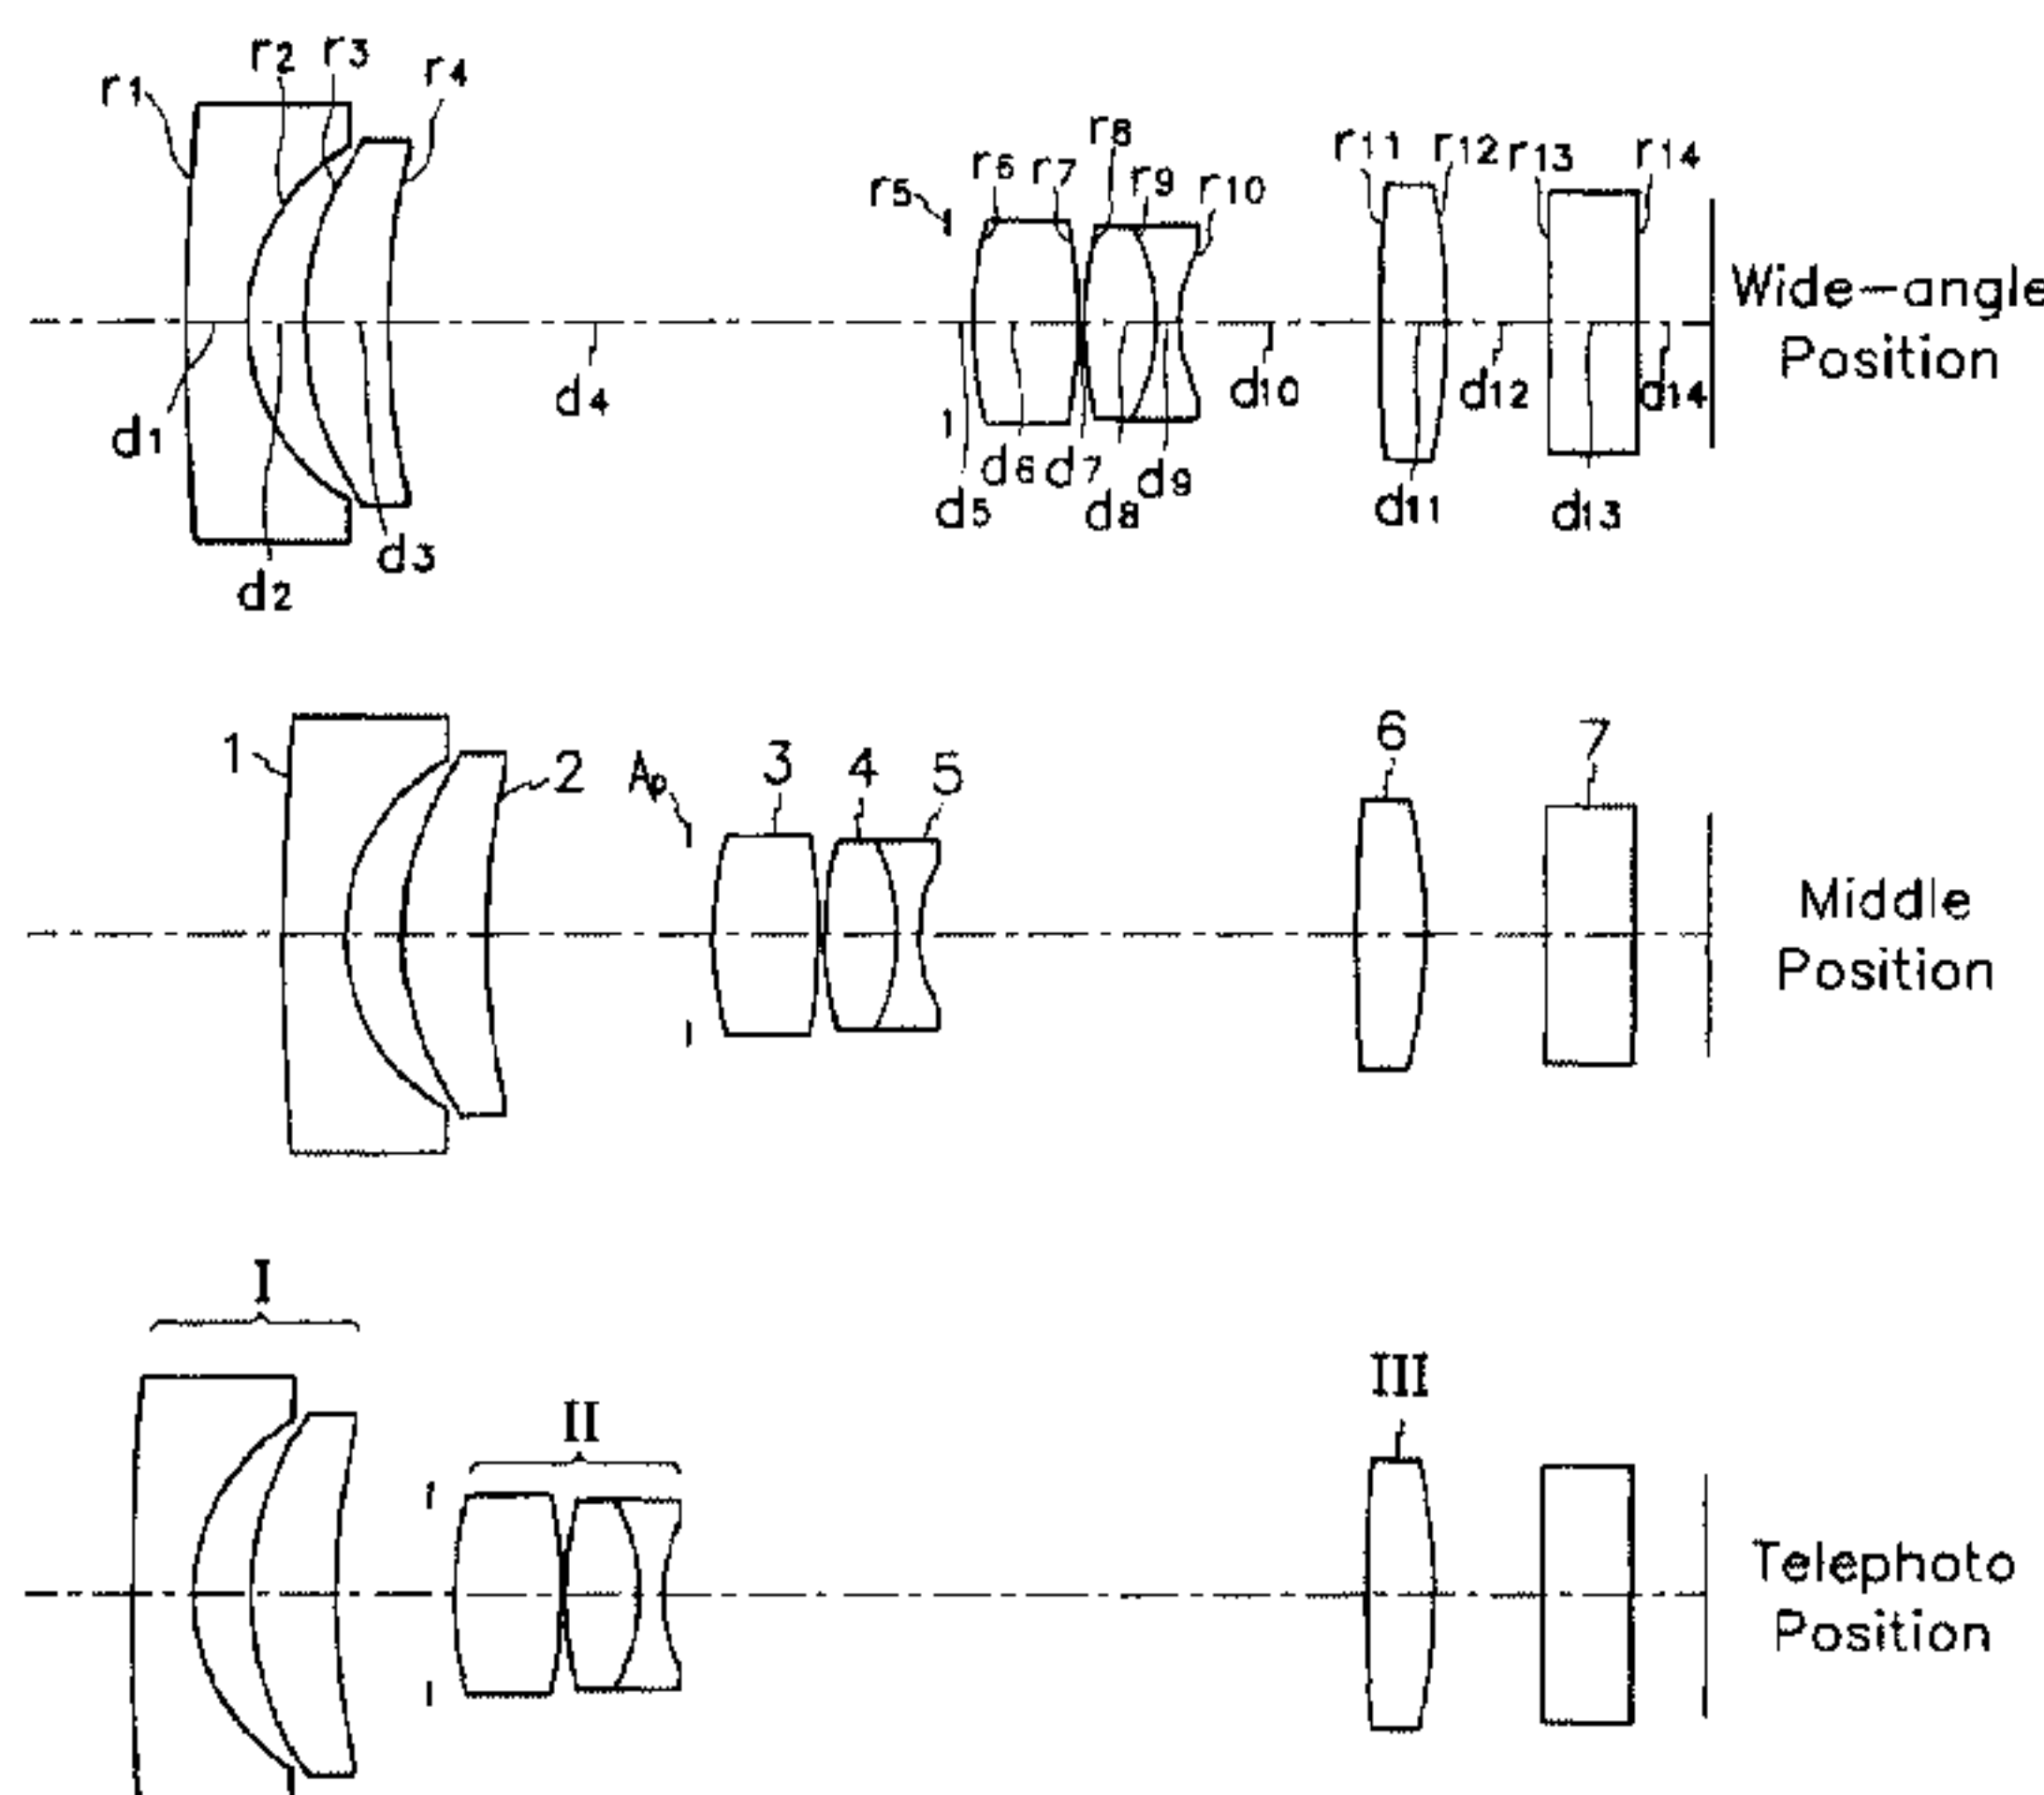 r1 r2 r3 r4 r5 r6 r7 r8 r9 r10 r11 r12 r13 r14
Wide-angle
Position
d1 d2 d3 d4 d5 d6 d7 d8 d9 d10 d11 d12 d13 d14
1 2 Ap 3 4 5 6 7
Middle
Position
I II III
Telephoto
Position